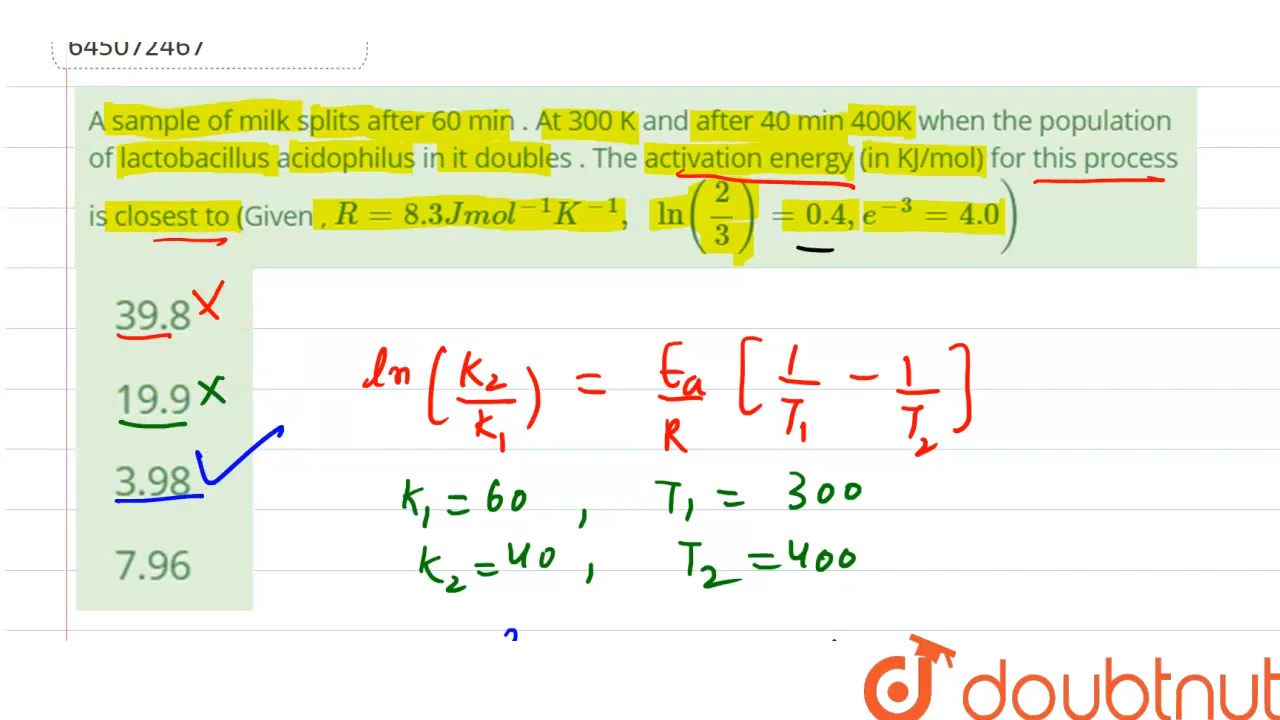 645072467
A sample of milk splits after 60 min . At 300 K and after 40 min 400K when the population
of lactobacillus acidophilus in it doubles . The activation energy (in KJ/mol) for this process
is closest to (Given , R = 8.3Jmol⁻¹K⁻¹, ln(2/3) = 0.4, e⁻³ = 4.0)
39.8 X
19.9 X
3.98 ✓
7.96
ln (K₂/K₁) = Ea/R [1/T₁ − 1/T₂]
K₁ = 60 , T₁ = 300
K₂ = 40 , T₂ = 400
doubtnut